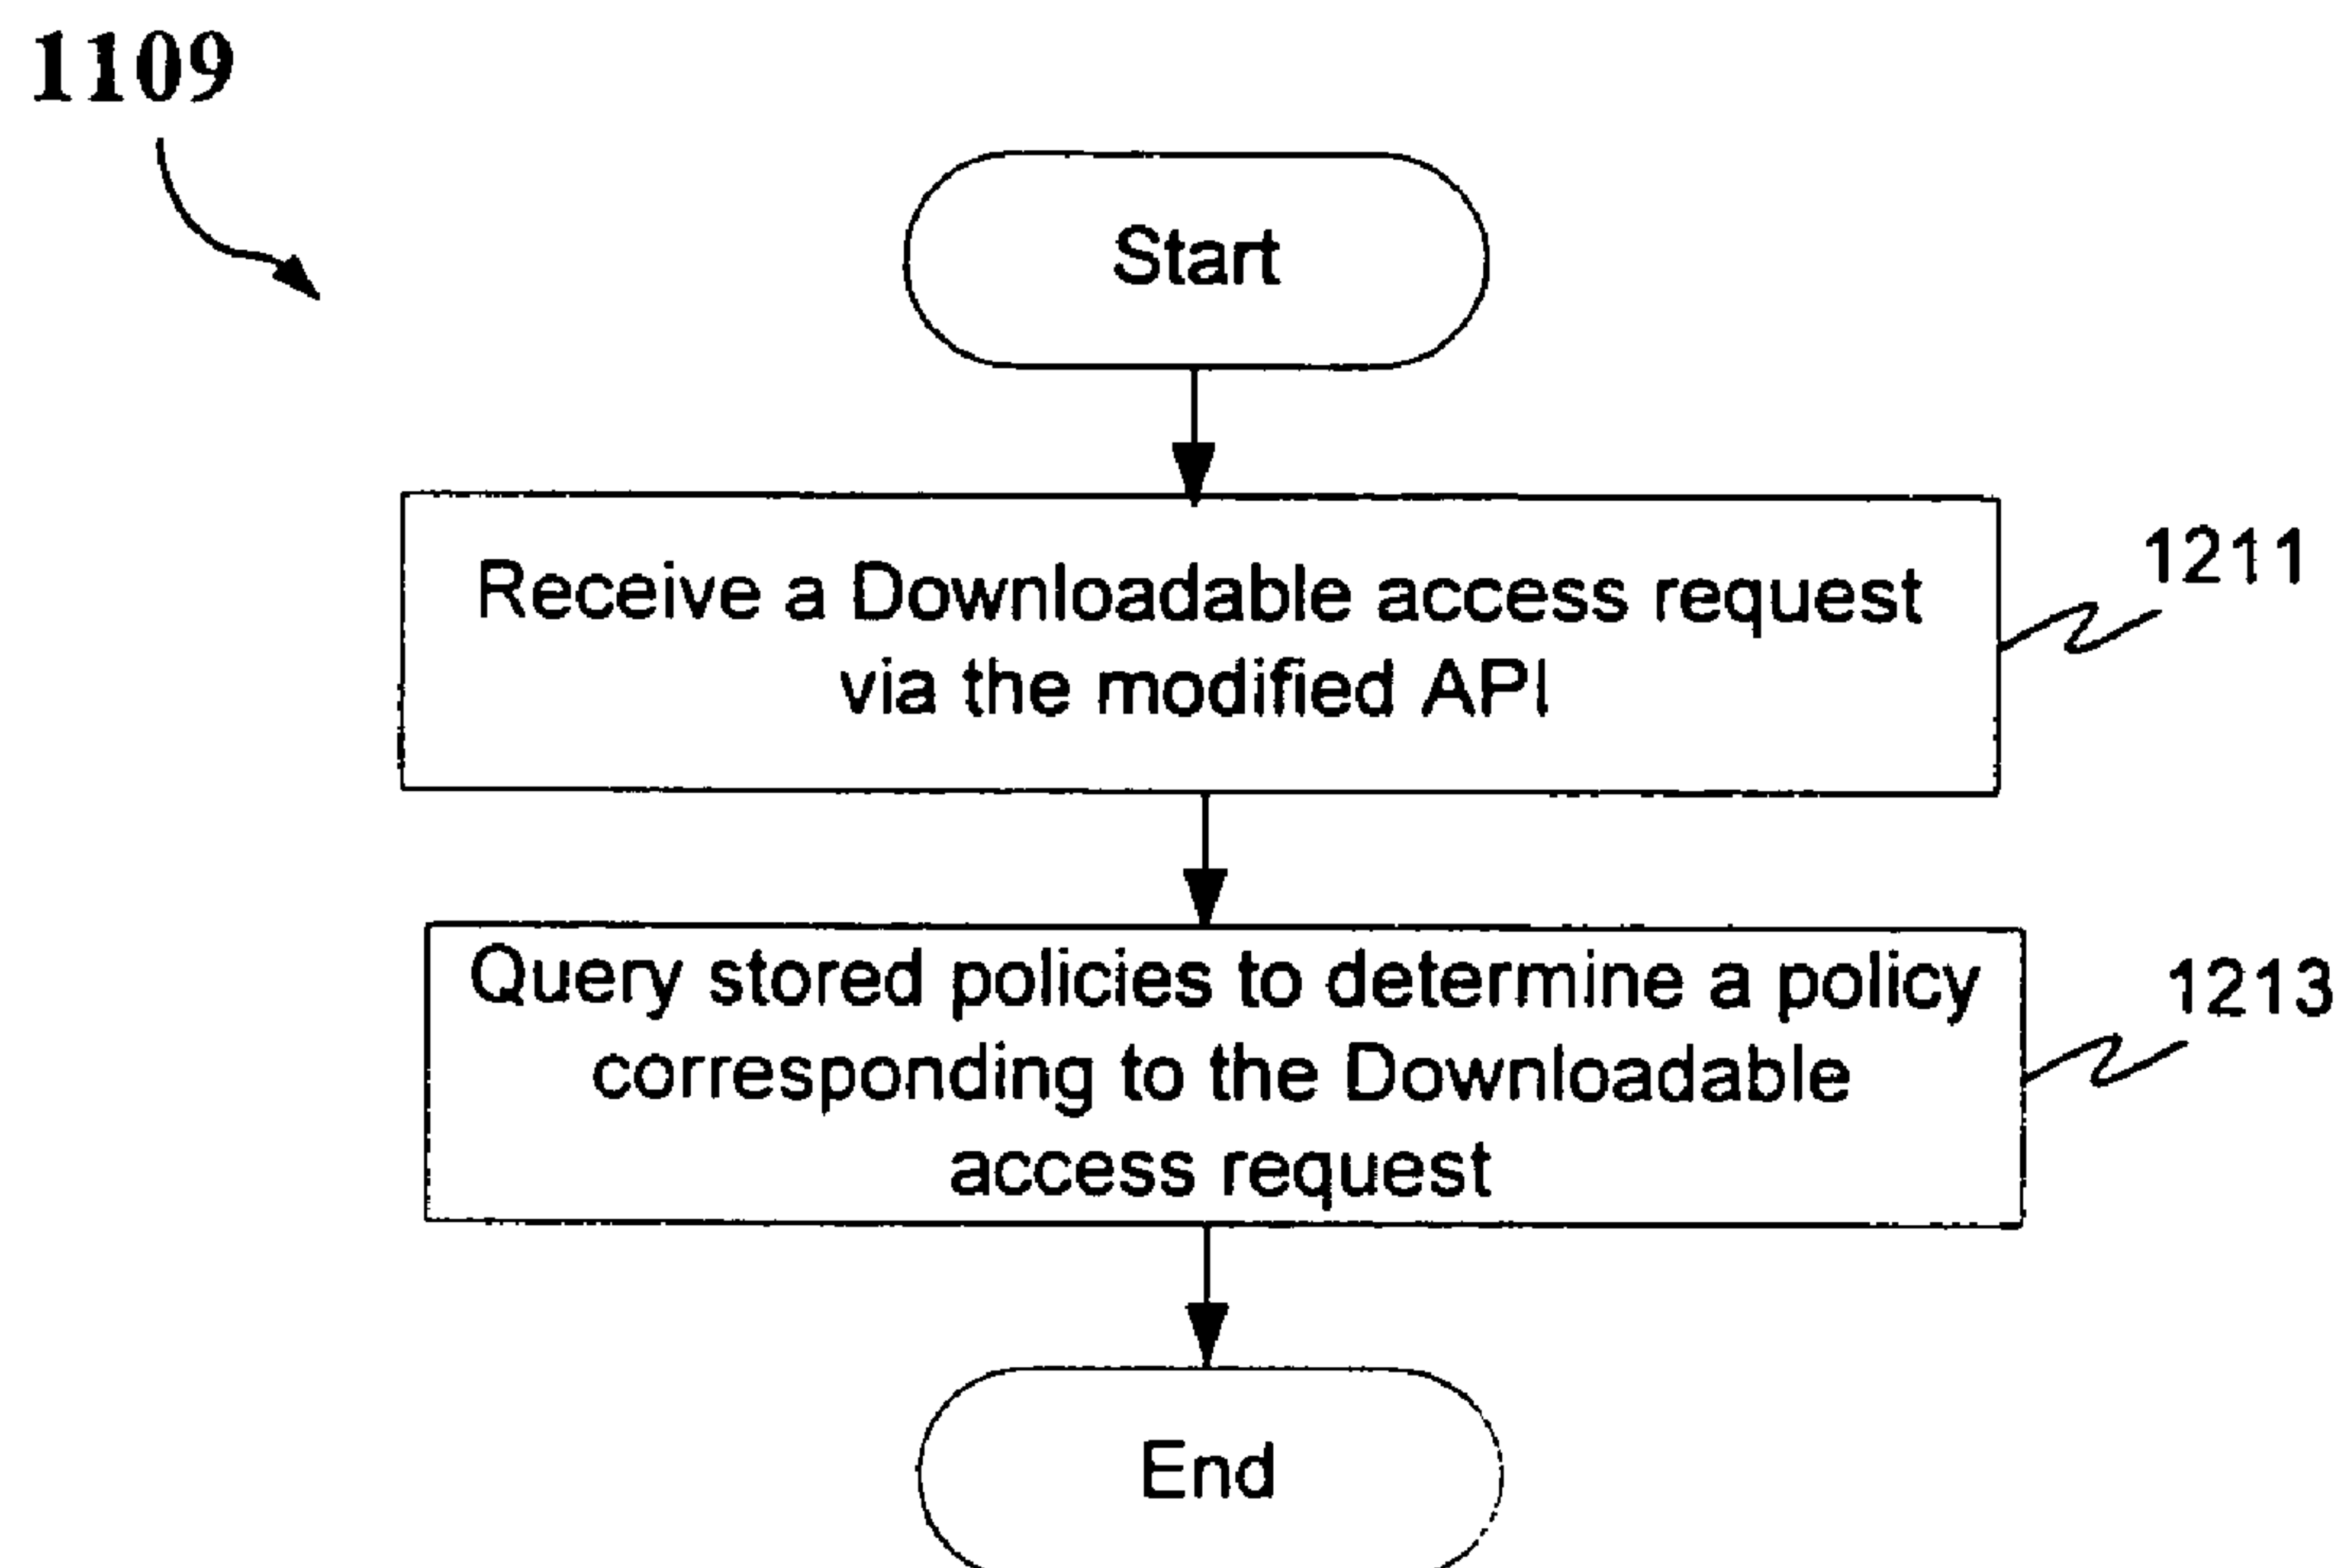 1109
Start
Receive a Downloadable access request
via the modified API
1211
Query stored policies to determine a policy
corresponding to the Downloadable
access request
1213
End